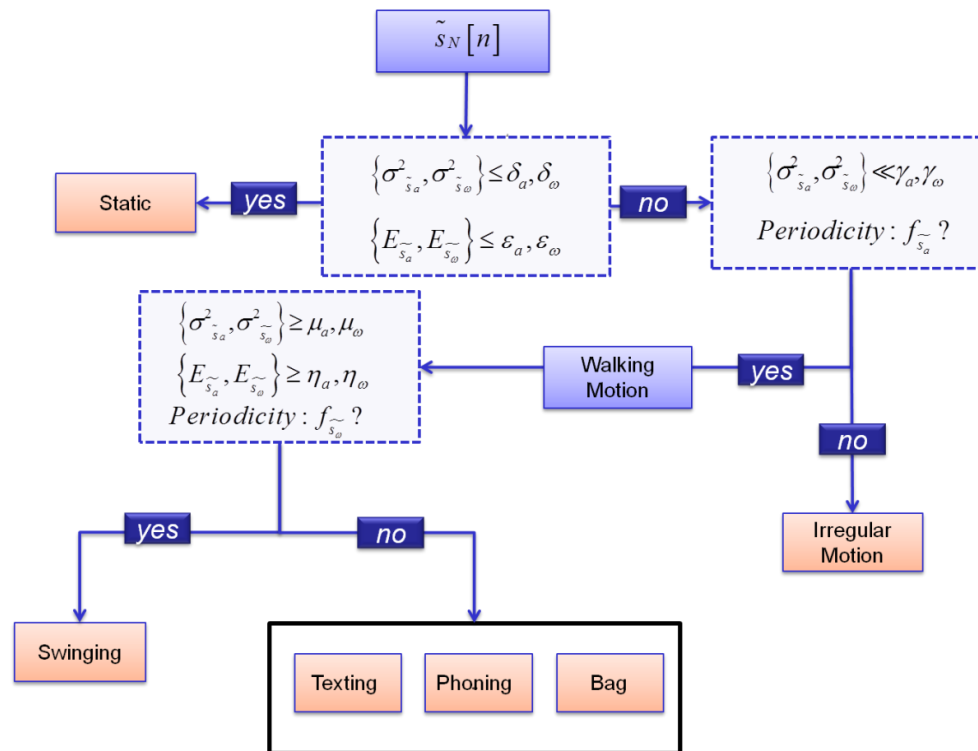 s̃_N [n]
{σ²_s̃a, σ²_s̃ω} ≤ δ_a, δ_ω
{E_s̃a, E_s̃ω} ≤ ε_a, ε_ω
{σ²_s̃a, σ²_s̃ω} ≪ γ_a, γ_ω
Periodicity : f_s̃a ?
Static
yes
no
{σ²_s̃a, σ²_s̃ω} ≥ μ_a, μ_ω
{E_s̃a, E_s̃ω} ≥ η_a, η_ω
Periodicity : f_s̃ω ?
Walking
Motion
yes
no
Irregular
Motion
yes
no
Swinging
Texting
Phoning
Bag